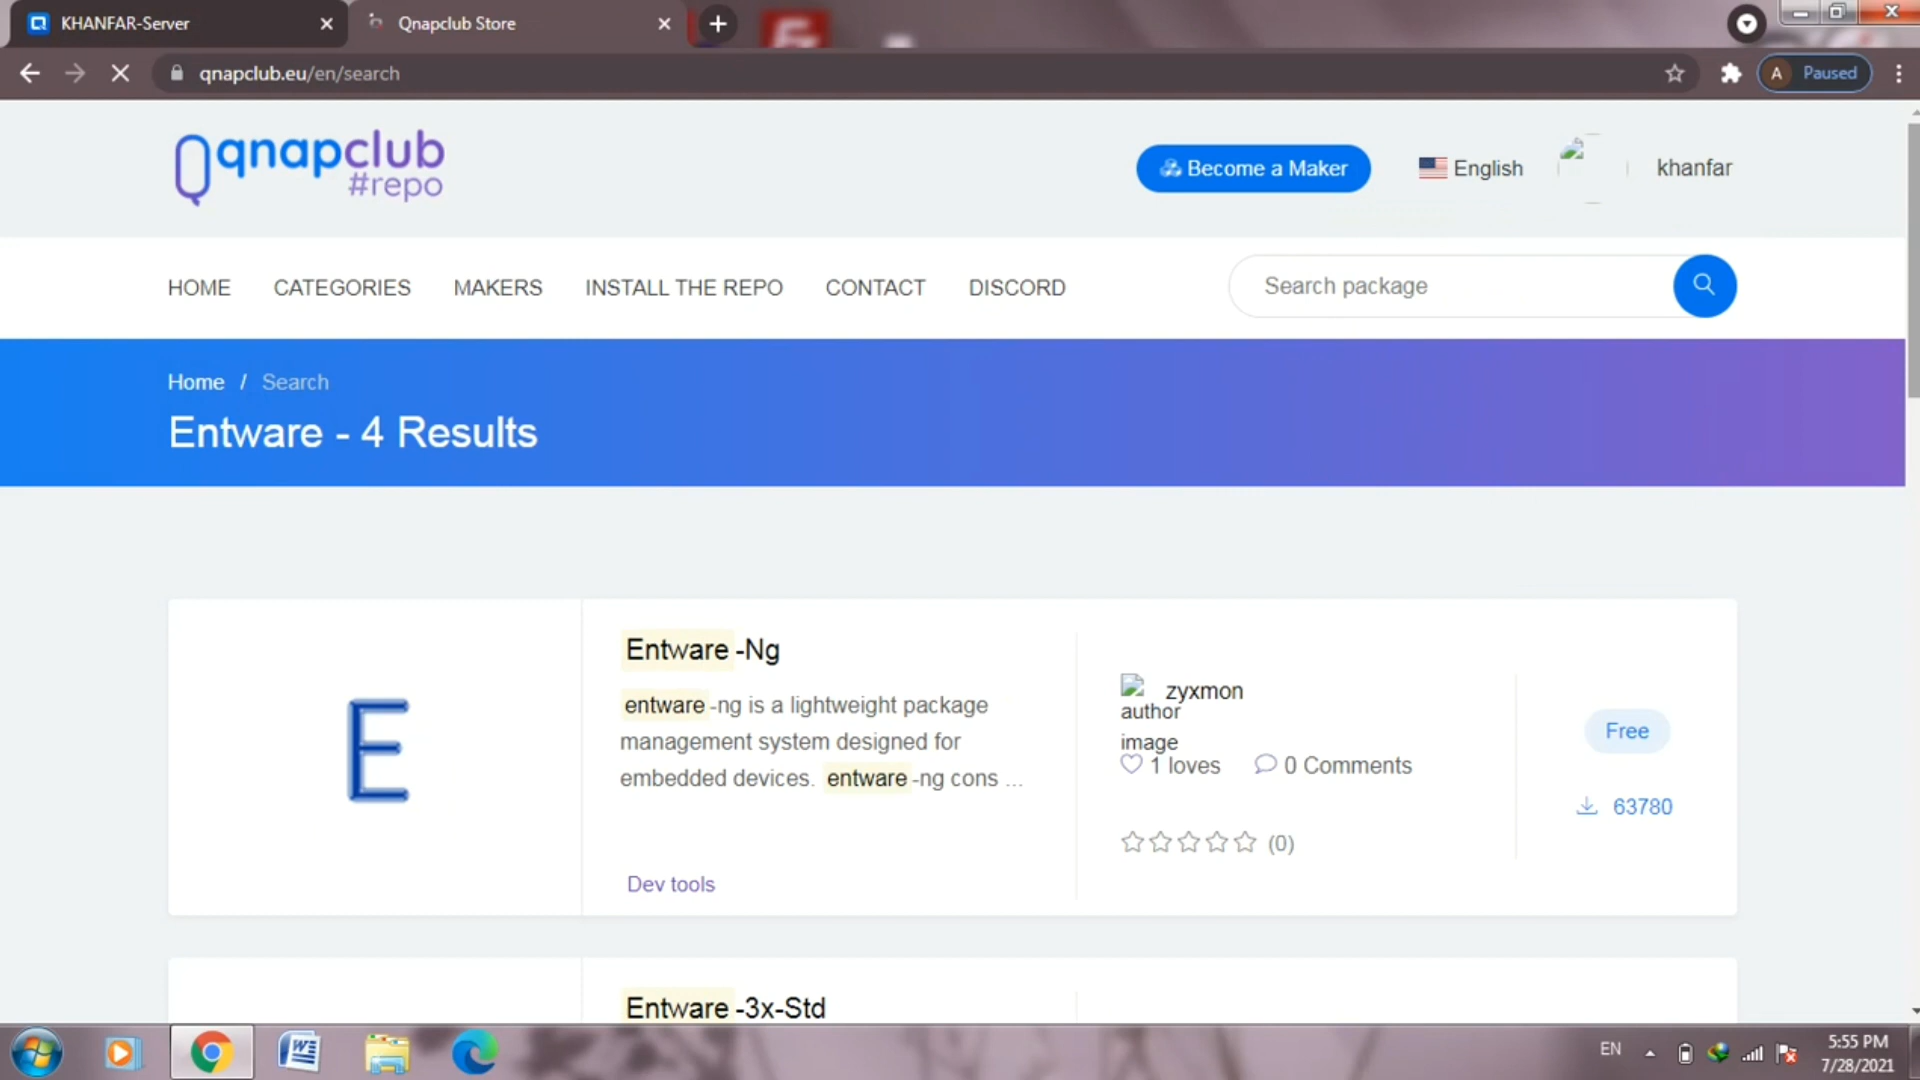 KHANFAR-Server
Qnapclub Store
qnapclub.eu/en/search
A Paused
qnapclub
#repo
Become a Maker
English
khanfar
HOME
CATEGORIES
MAKERS
INSTALL THE REPO
CONTACT
DISCORD
Search package
Home / Search
Entware - 4 Results
E
Entware -Ng
entware -ng is a lightweight package
management system designed for
embedded devices. entware -ng cons ...
Dev tools
author
image
zyxmon
1 loves
0 Comments
(0)
Free
63780
Entware -3x-Std
EN
5:55 PM
7/28/2021